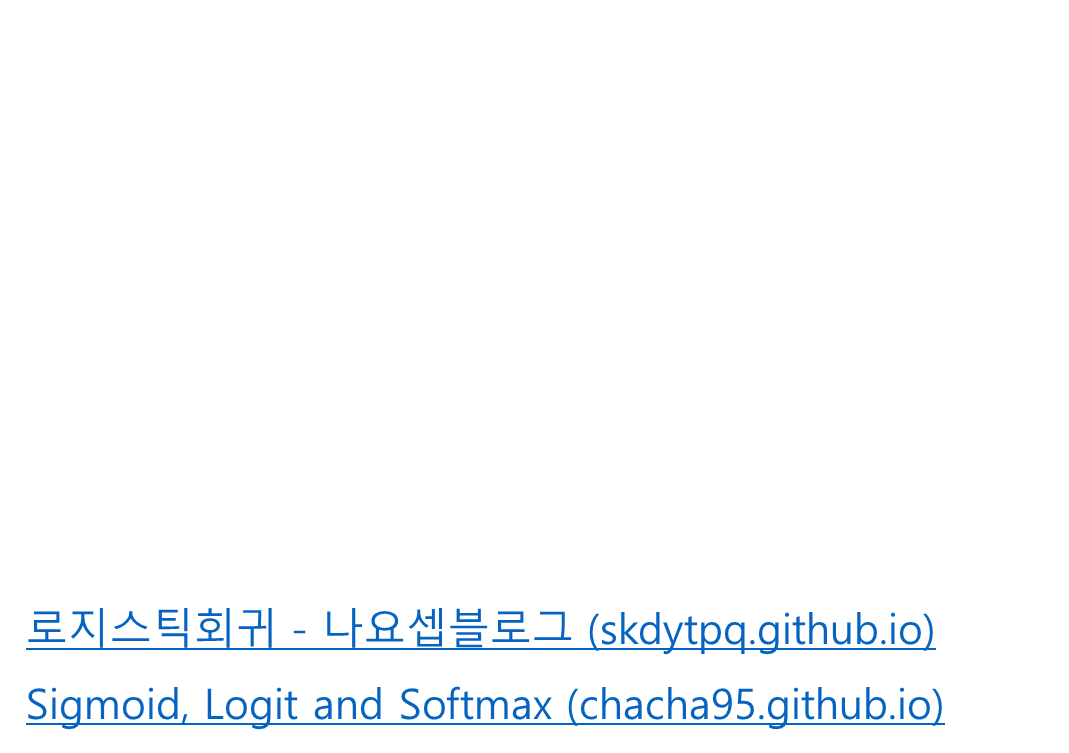 로지스틱회귀 - 나요셉블로그 (skdytpq.github.io)
Sigmoid, Logit and Softmax (chacha95.github.io)